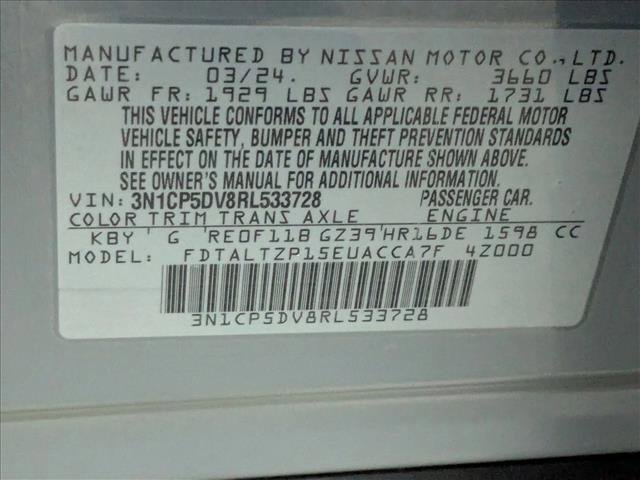 MANUFACTURED BY NISSAN MOTOR CO., LTD.
DATE: 03/24. GVWR: 3660 LBS
GAWR FR: 1929 LBS GAWR RR: 1731 LBS
THIS VEHICLE CONFORMS TO ALL APPLICABLE FEDERAL MOTOR
VEHICLE SAFETY, BUMPER AND THEFT PREVENTION STANDARDS
IN EFFECT ON THE DATE OF MANUFACTURE SHOWN ABOVE.
SEE OWNER'S MANUAL FOR ADDITIONAL INFORMATION.
VIN: 3N1CP5DV8RL533728 PASSENGER CAR.
COLOR TRIM TRANS AXLE ENGINE
KBY ' G 'RE0F11B GZ39'HR16DE 1598 CC
MODEL: FDTALTZP15EUACCA7F 4Z000
3N1CP5DV8RL533728